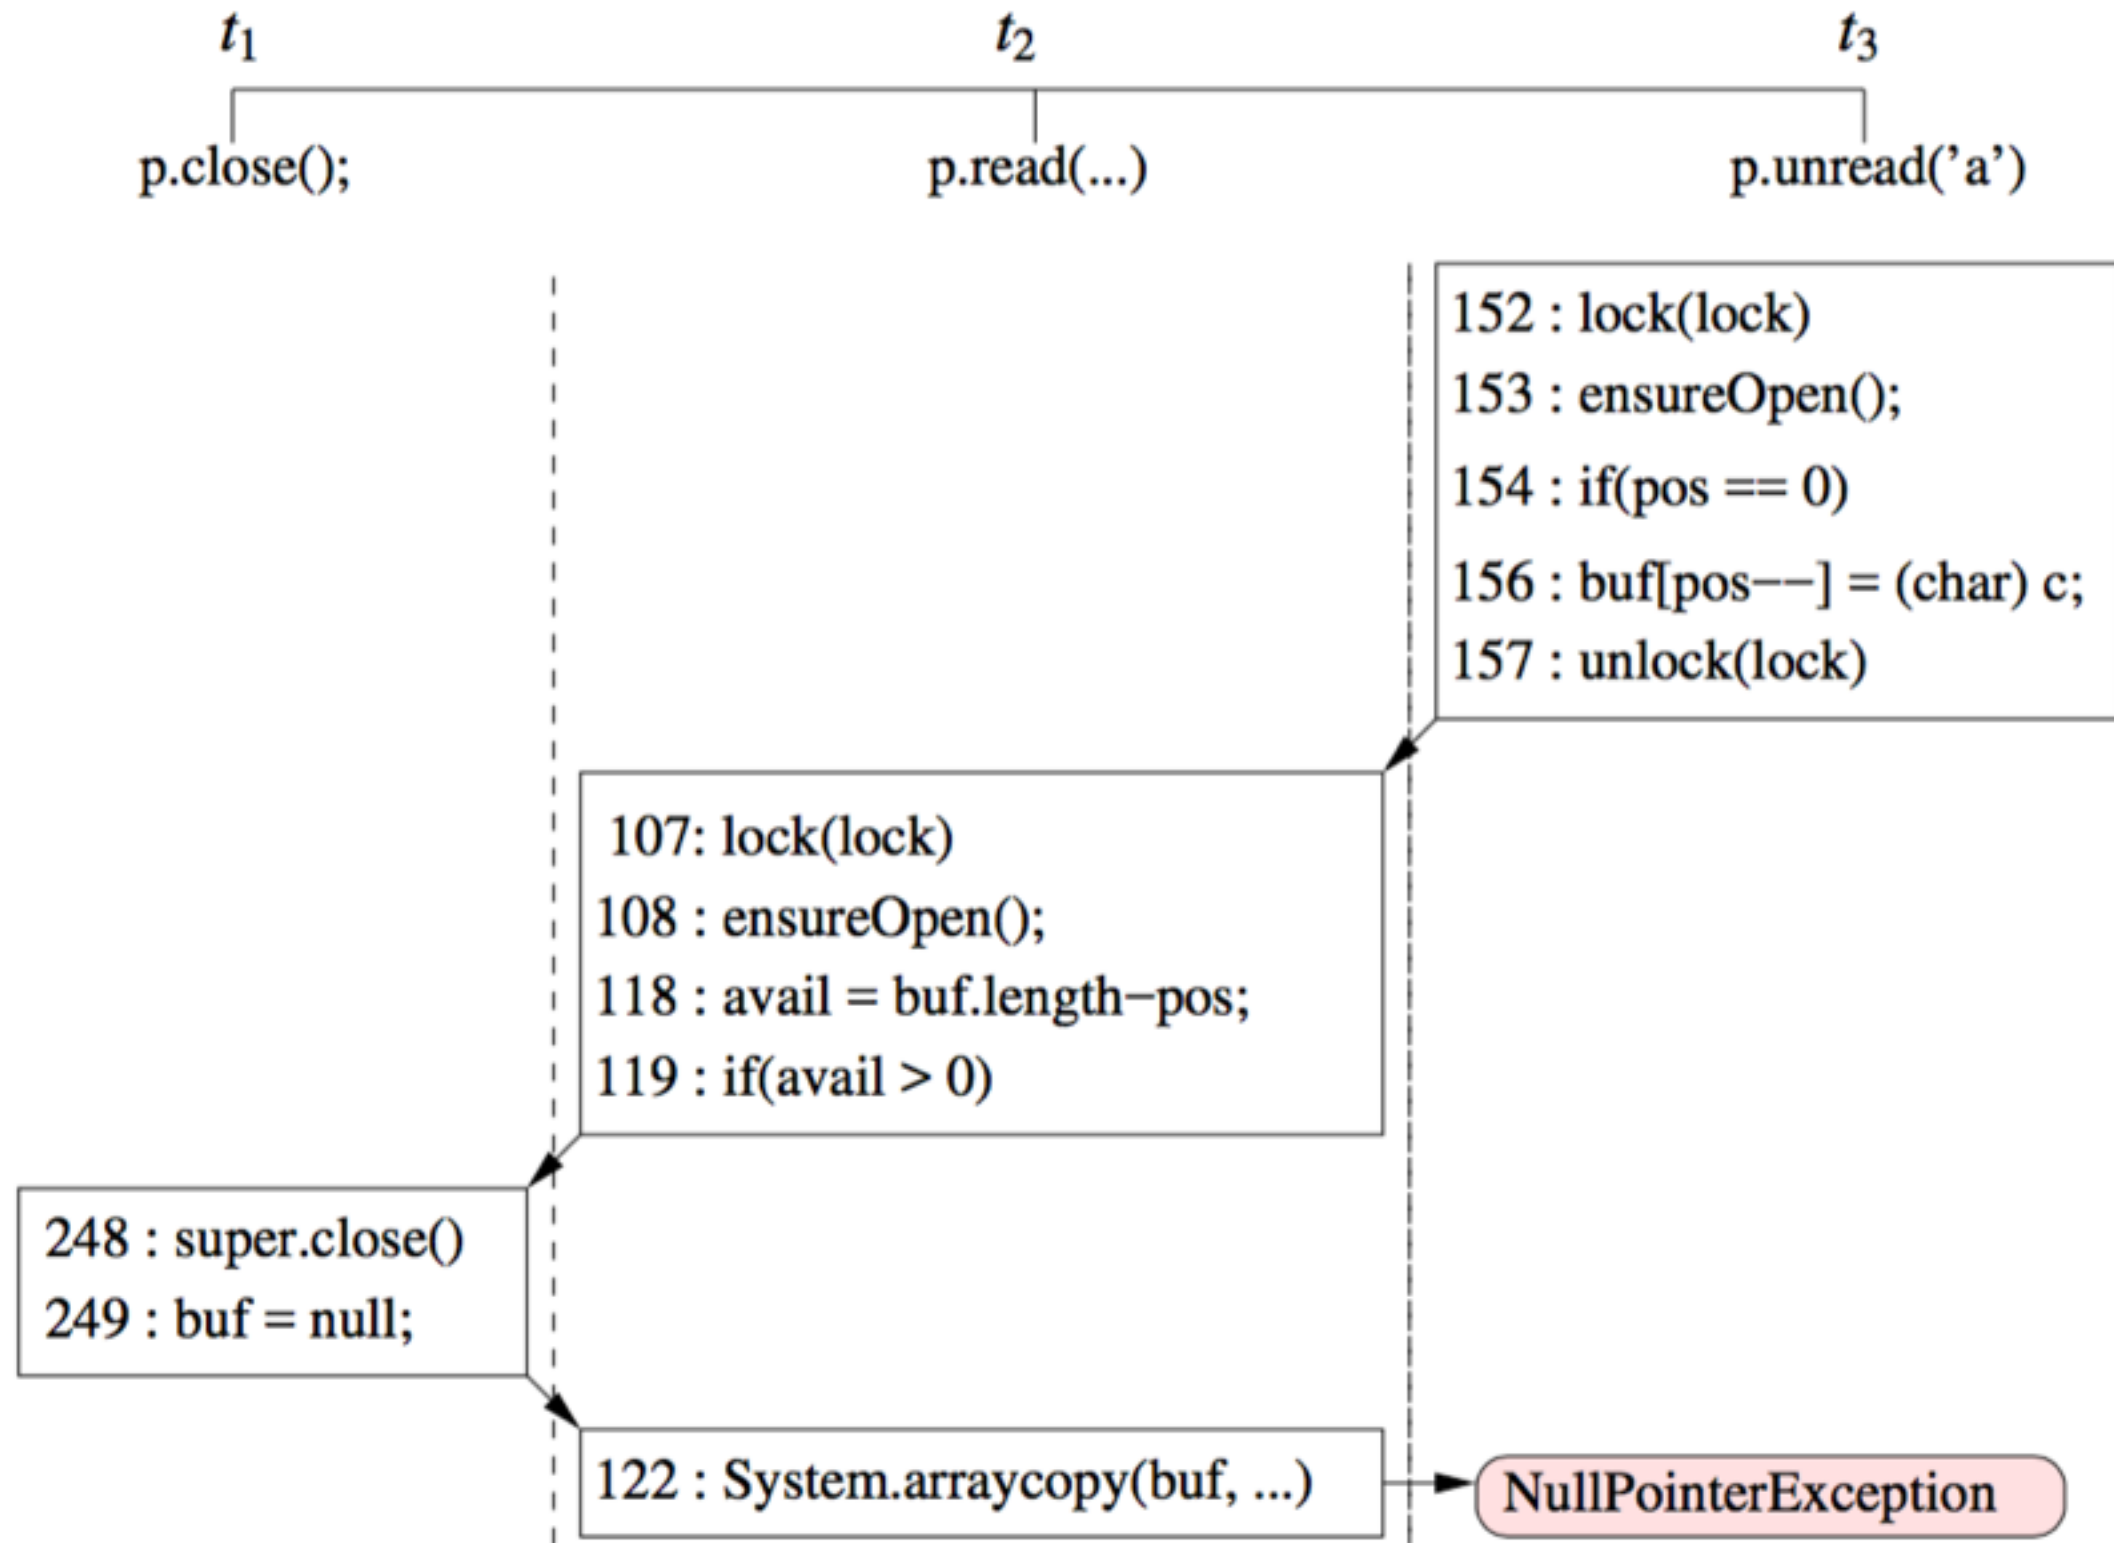 t1 t2 t3
p.close(); p.read(...) p.unread(’a’)
152 : lock(lock)
153 : ensureOpen();
154 : if(pos == 0)
156 : buf[pos−−] = (char) c;
157 : unlock(lock)
107: lock(lock)
108 : ensureOpen();
118 : avail = buf.length−pos;
119 : if(avail > 0)
248 : super.close()
249 : buf = null;
122 : System.arraycopy(buf, ...)
NullPointerException